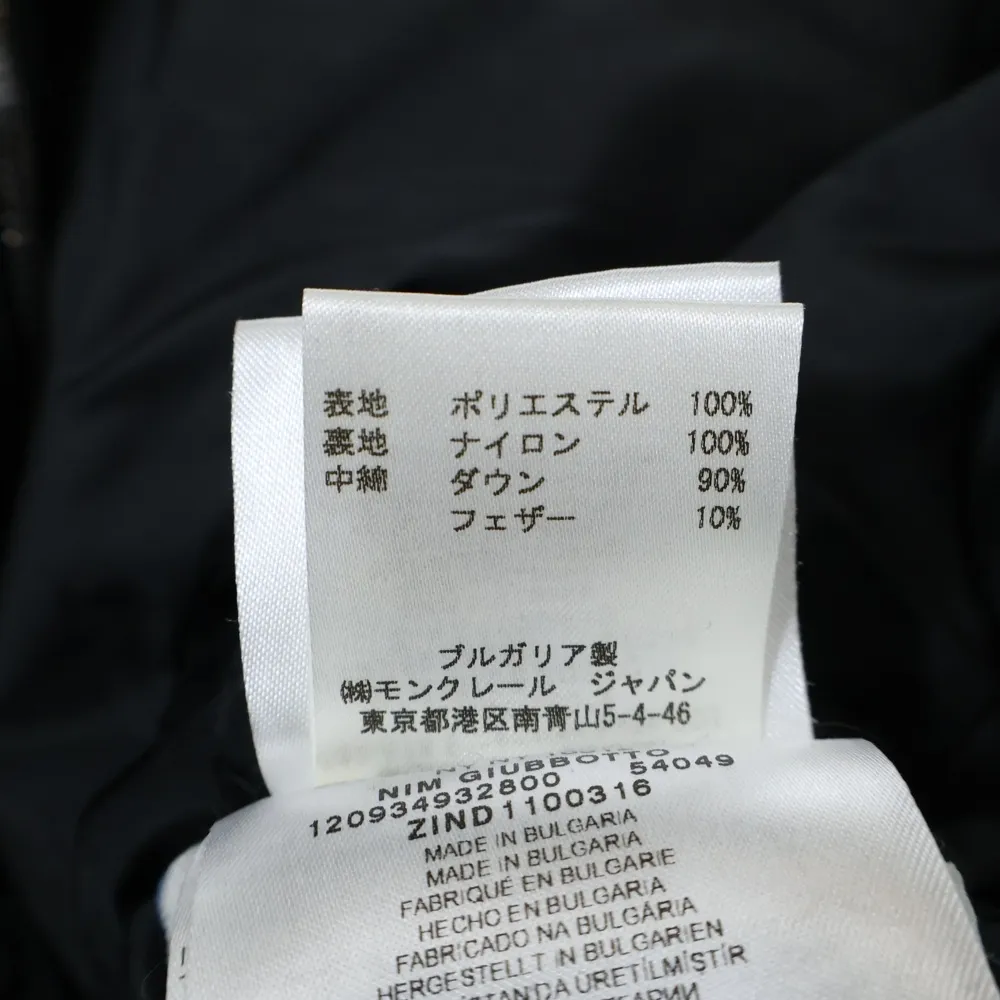 表地 ポリエステル 100%
裏地 ナイロン 100%
中綿 ダウン 90%
フェザー 10%
ブルガリア製
㈱モンクレール ジャパン
東京都港区南青山5-4-46
NIM GIUBBOTTO
120934932800 54049
ZIND1100316
MADE IN BULGARIA
MADE IN BULGARIA
FABRIQUÉ EN BULGARIE
HECHO EN BULGARIA
FABRICADO NA BULGÁRIA
HERGESTELLT IN BULGARIEN